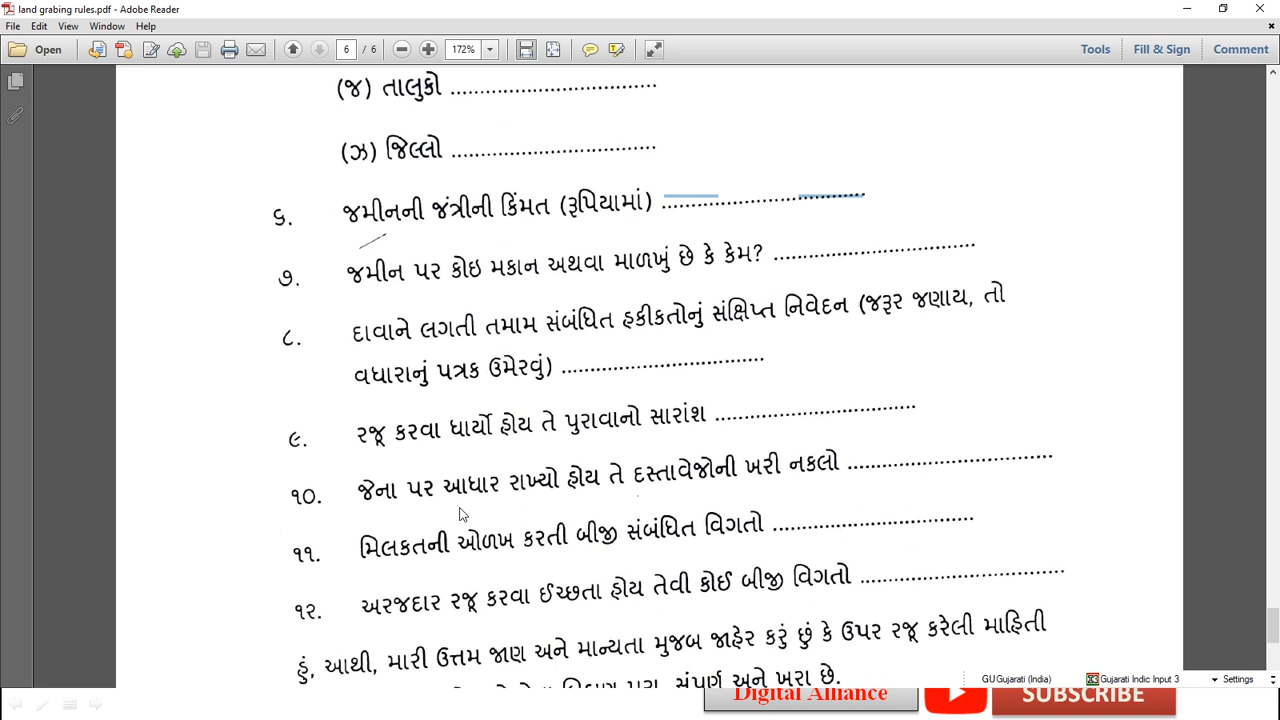 land grabing rules.pdf - Adobe Reader
File Edit View Window Help
Open 6 / 6 172% Tools Fill & Sign Comment
(જ) તાલુકો ....................................
(ઝ) જિલ્લો ....................................
૬. જમીનની જંત્રીની કિંમત (રૂપિયામાં) ....................................
૭. જમીન પર કોઇ મકાન અથવા માળખું છે કે કેમ? ....................................
૮. દાવાને લગતી તમામ સંબંધિત હકીકતોનું સંક્ષિપ્ત નિવેદન (જરૂર જણાય, તો
વધારાનું પત્રક ઉમેરવું) ....................................
૯. રજૂ કરવા ધાર્યો હોય તે પુરાવાનો સારાંશ ....................................
૧૦. જેના પર આધાર રાખ્યો હોય તે દસ્તાવેજોની ખરી નકલો ....................................
૧૧. મિલકતની ઓળખ કરતી બીજી સંબંધિત વિગતો ....................................
૧૨. અરજદાર રજૂ કરવા ઈચ્છતા હોય તેવી કોઈ બીજી વિગતો ....................................
હું, આથી, મારી ઉત્તમ જાણ અને માન્યતા મુજબ જાહેર કરું છું કે ઉપર રજૂ કરેલી માહિતી
અને ખરા છે.
GU Gujarati (India) Gujarati Indic Input 3 Settings
Digital Alliance SUBSCRIBE